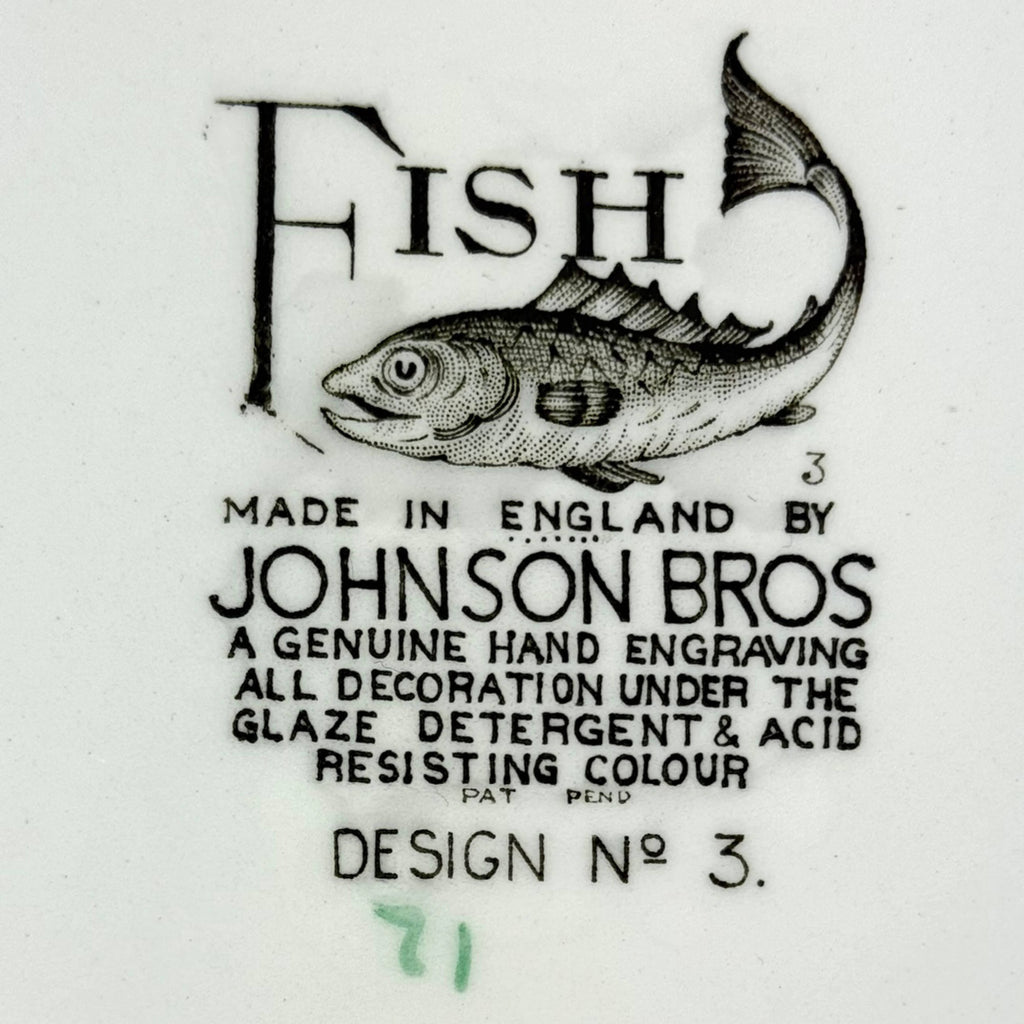 FISH
3
MADE IN ENGLAND BY
JOHNSON BROS
A GENUINE HAND ENGRAVING
ALL DECORATION UNDER THE
GLAZE DETERGENT & ACID
RESISTING COLOUR
PAT PEND
DESIGN Nº 3.
21